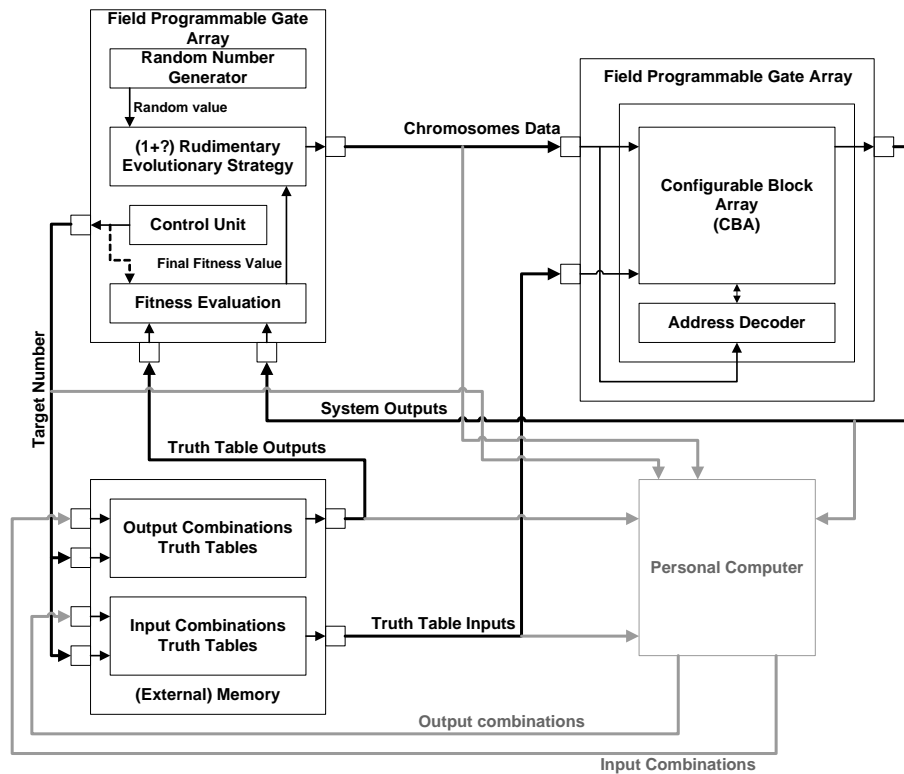 Field Programmable Gate
Array
Random Number
Generator
Random value
(1+?) Rudimentary
Evolutionary Strategy
Control Unit
Final Fitness Value
Fitness Evaluation
Chromosomes Data
Field Programmable Gate Array
Configurable Block
Array
(CBA)
Address Decoder
Target Number
System Outputs
Truth Table Outputs
Output Combinations
Truth Tables
Input Combinations
Truth Tables
(External) Memory
Truth Table Inputs
Personal Computer
Output combinations
Input Combinations